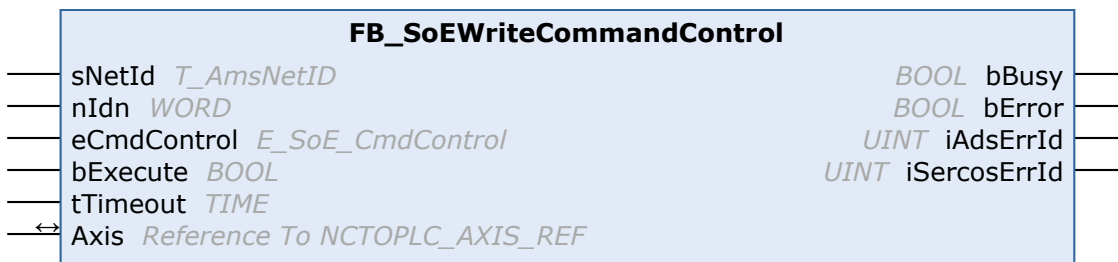 FB_SoEWriteCommandControl
sNetId T_AmsNetID BOOL bBusy
nIdn WORD BOOL bError
eCmdControl E_SoE_CmdControl UINT iAdsErrId
bExecute BOOL UINT iSercosErrId
tTimeout TIME
Axis Reference To NCTOPLC_AXIS_REF